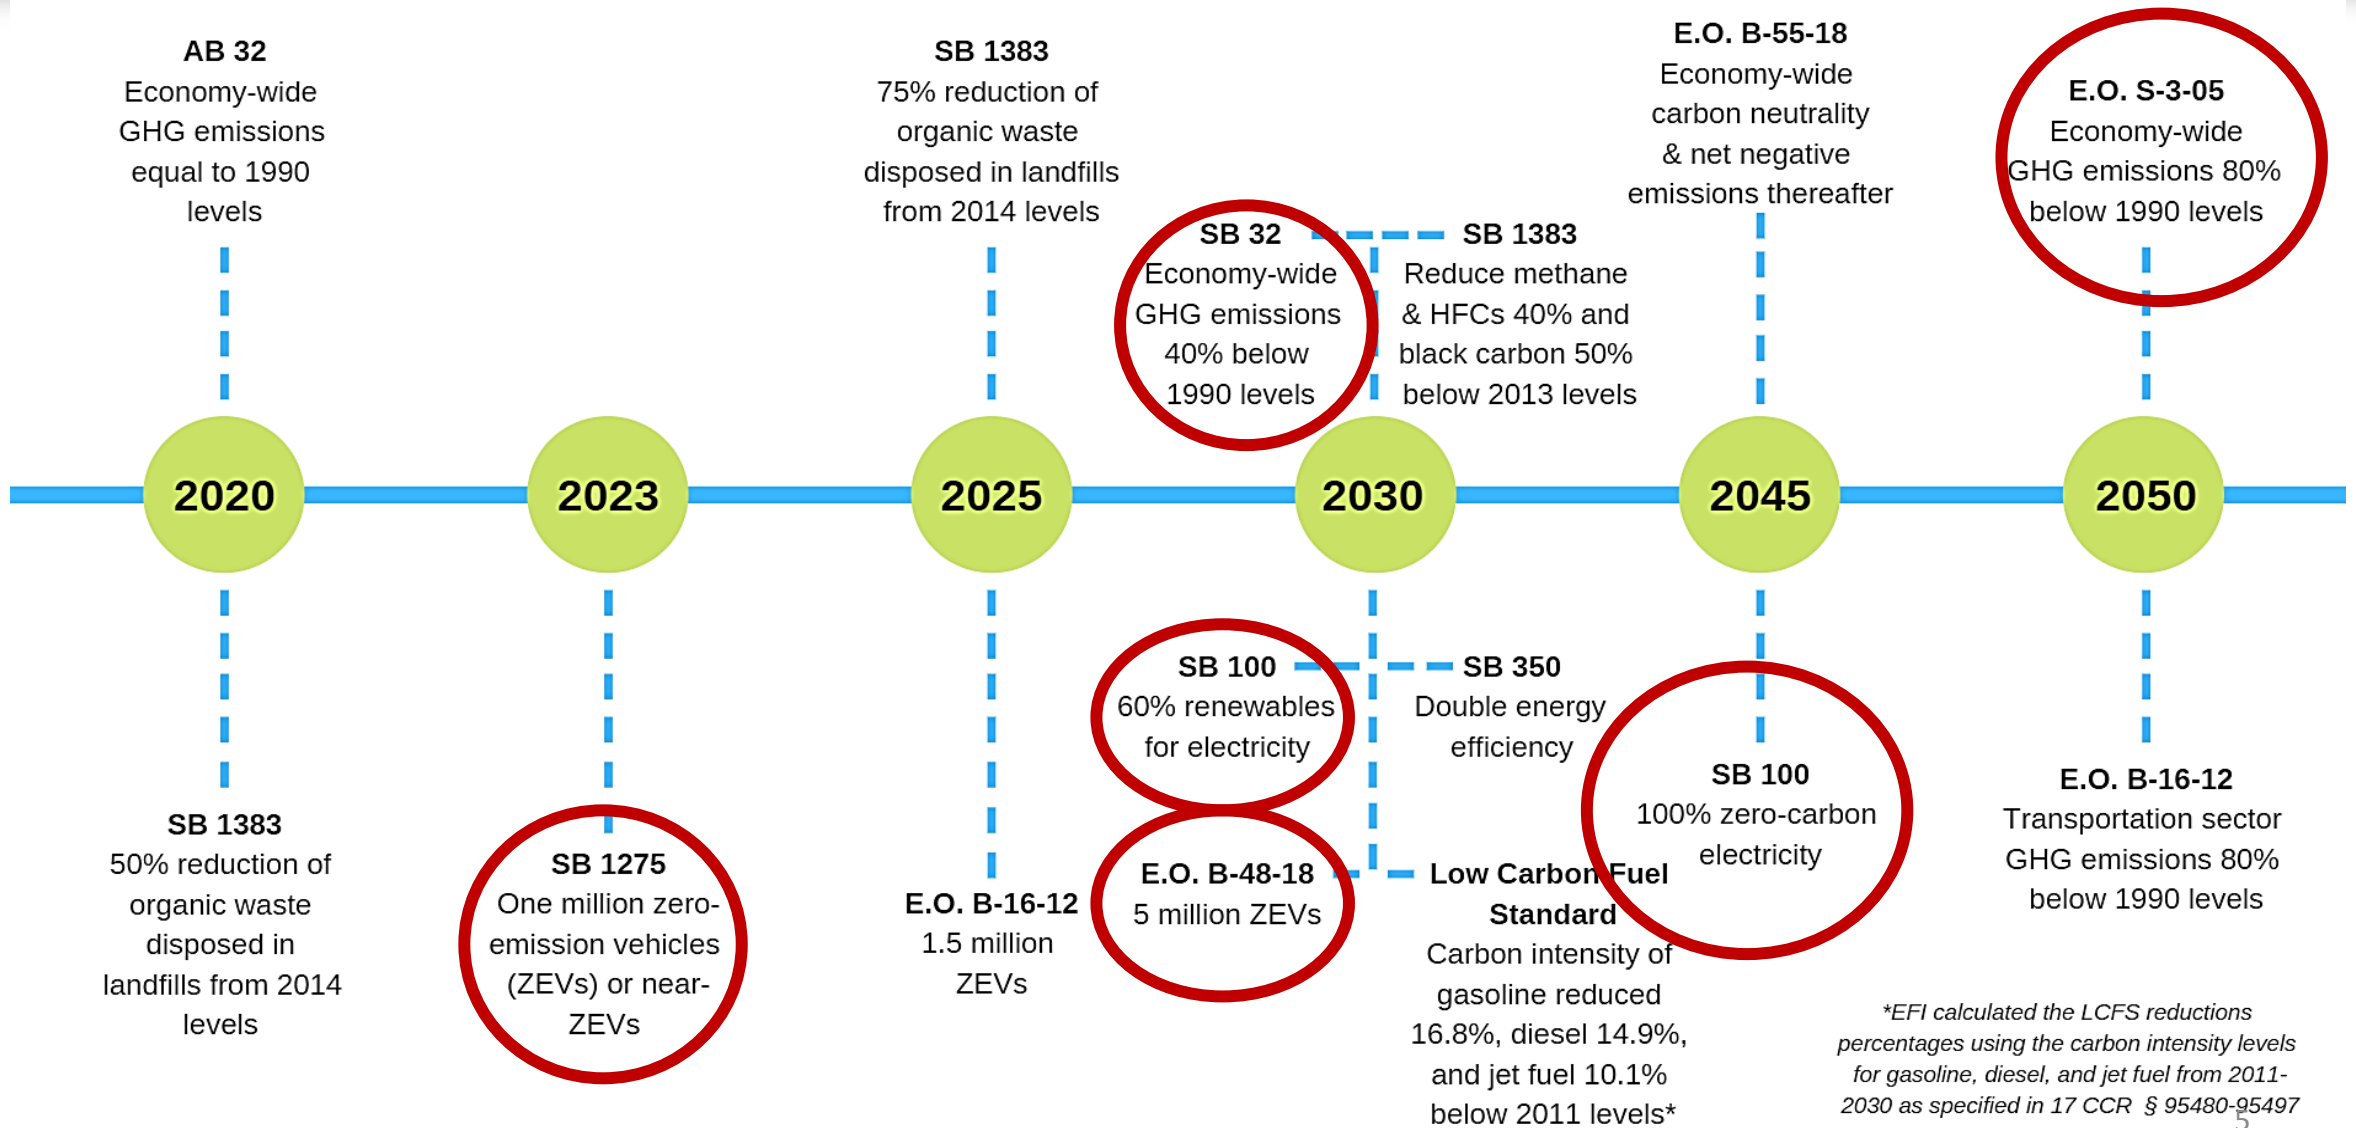 AB 32
Economy-wide
GHG emissions
equal to 1990
levels
SB 1383
75% reduction of
organic waste
disposed in landfills
from 2014 levels
SB 32
Economy-wide
GHG emissions
40% below
1990 levels
SB 1383
Reduce methane
& HFCs 40% and
black carbon 50%
below 2013 levels
E.O. B-55-18
Economy-wide
carbon neutrality
& net negative
emissions thereafter
E.O. S-3-05
Economy-wide
GHG emissions 80%
below 1990 levels
2020
2023
2025
2030
2045
2050
SB 1383
50% reduction of
organic waste
disposed in
landfills from 2014
levels
SB 1275
One million zero-
emission vehicles
(ZEVs) or near-
ZEVs
E.O. B-16-12
1.5 million
ZEVs
SB 100
60% renewables
for electricity
SB 350
Double energy
efficiency
E.O. B-48-18
5 million ZEVs
Low Carbon Fuel
Standard
Carbon intensity of
gasoline reduced
16.8%, diesel 14.9%,
and jet fuel 10.1%
below 2011 levels*
SB 100
100% zero-carbon
electricity
E.O. B-16-12
Transportation sector
GHG emissions 80%
below 1990 levels
*EFI calculated the LCFS reductions
percentages using the carbon intensity levels
for gasoline, diesel, and jet fuel from 2011-
2030 as specified in 17 CCR § 95480-95497
5